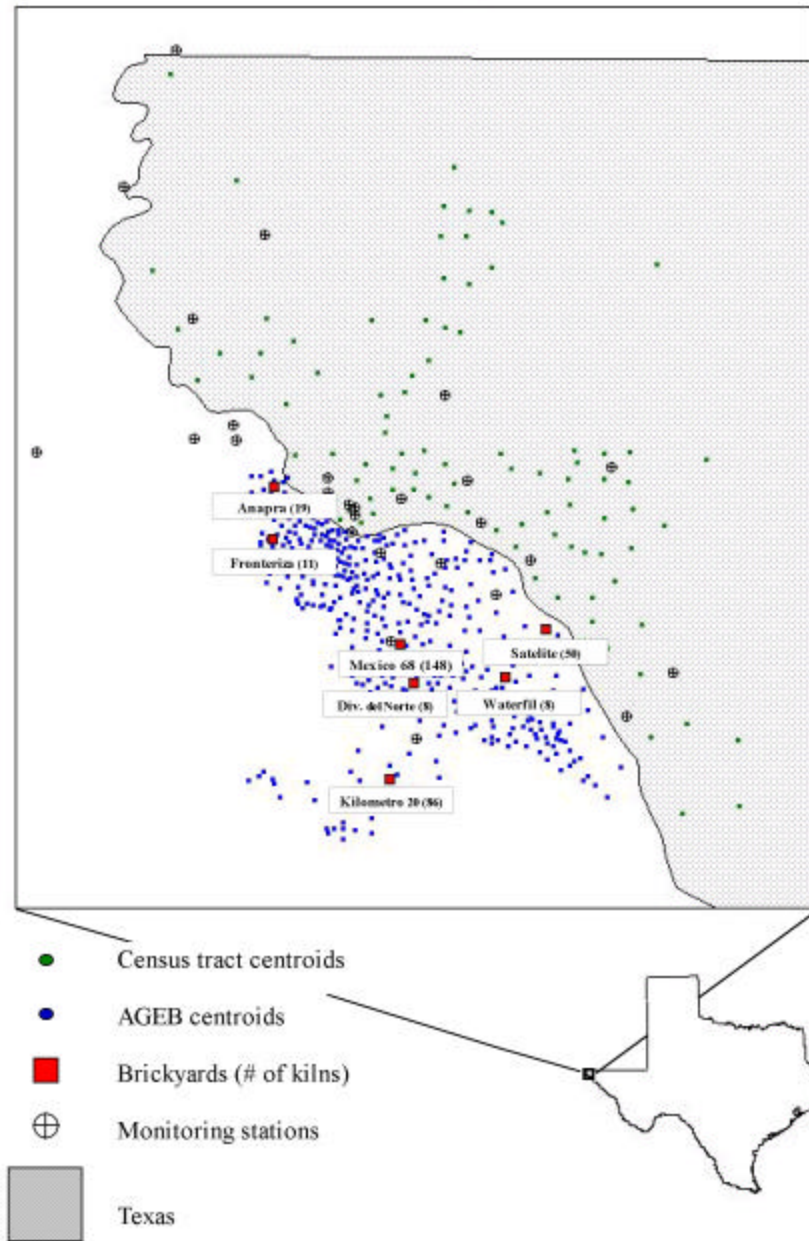 Anapra (19)
Fronteriza (11)
Satelite (50)
Mexico 68 (148)
Div. del Norte (8)
Waterfil (8)
Kilometro 20 (86)
Census tract centroids
AGEB centroids
Brickyards (# of kilns)
Monitoring stations
Texas